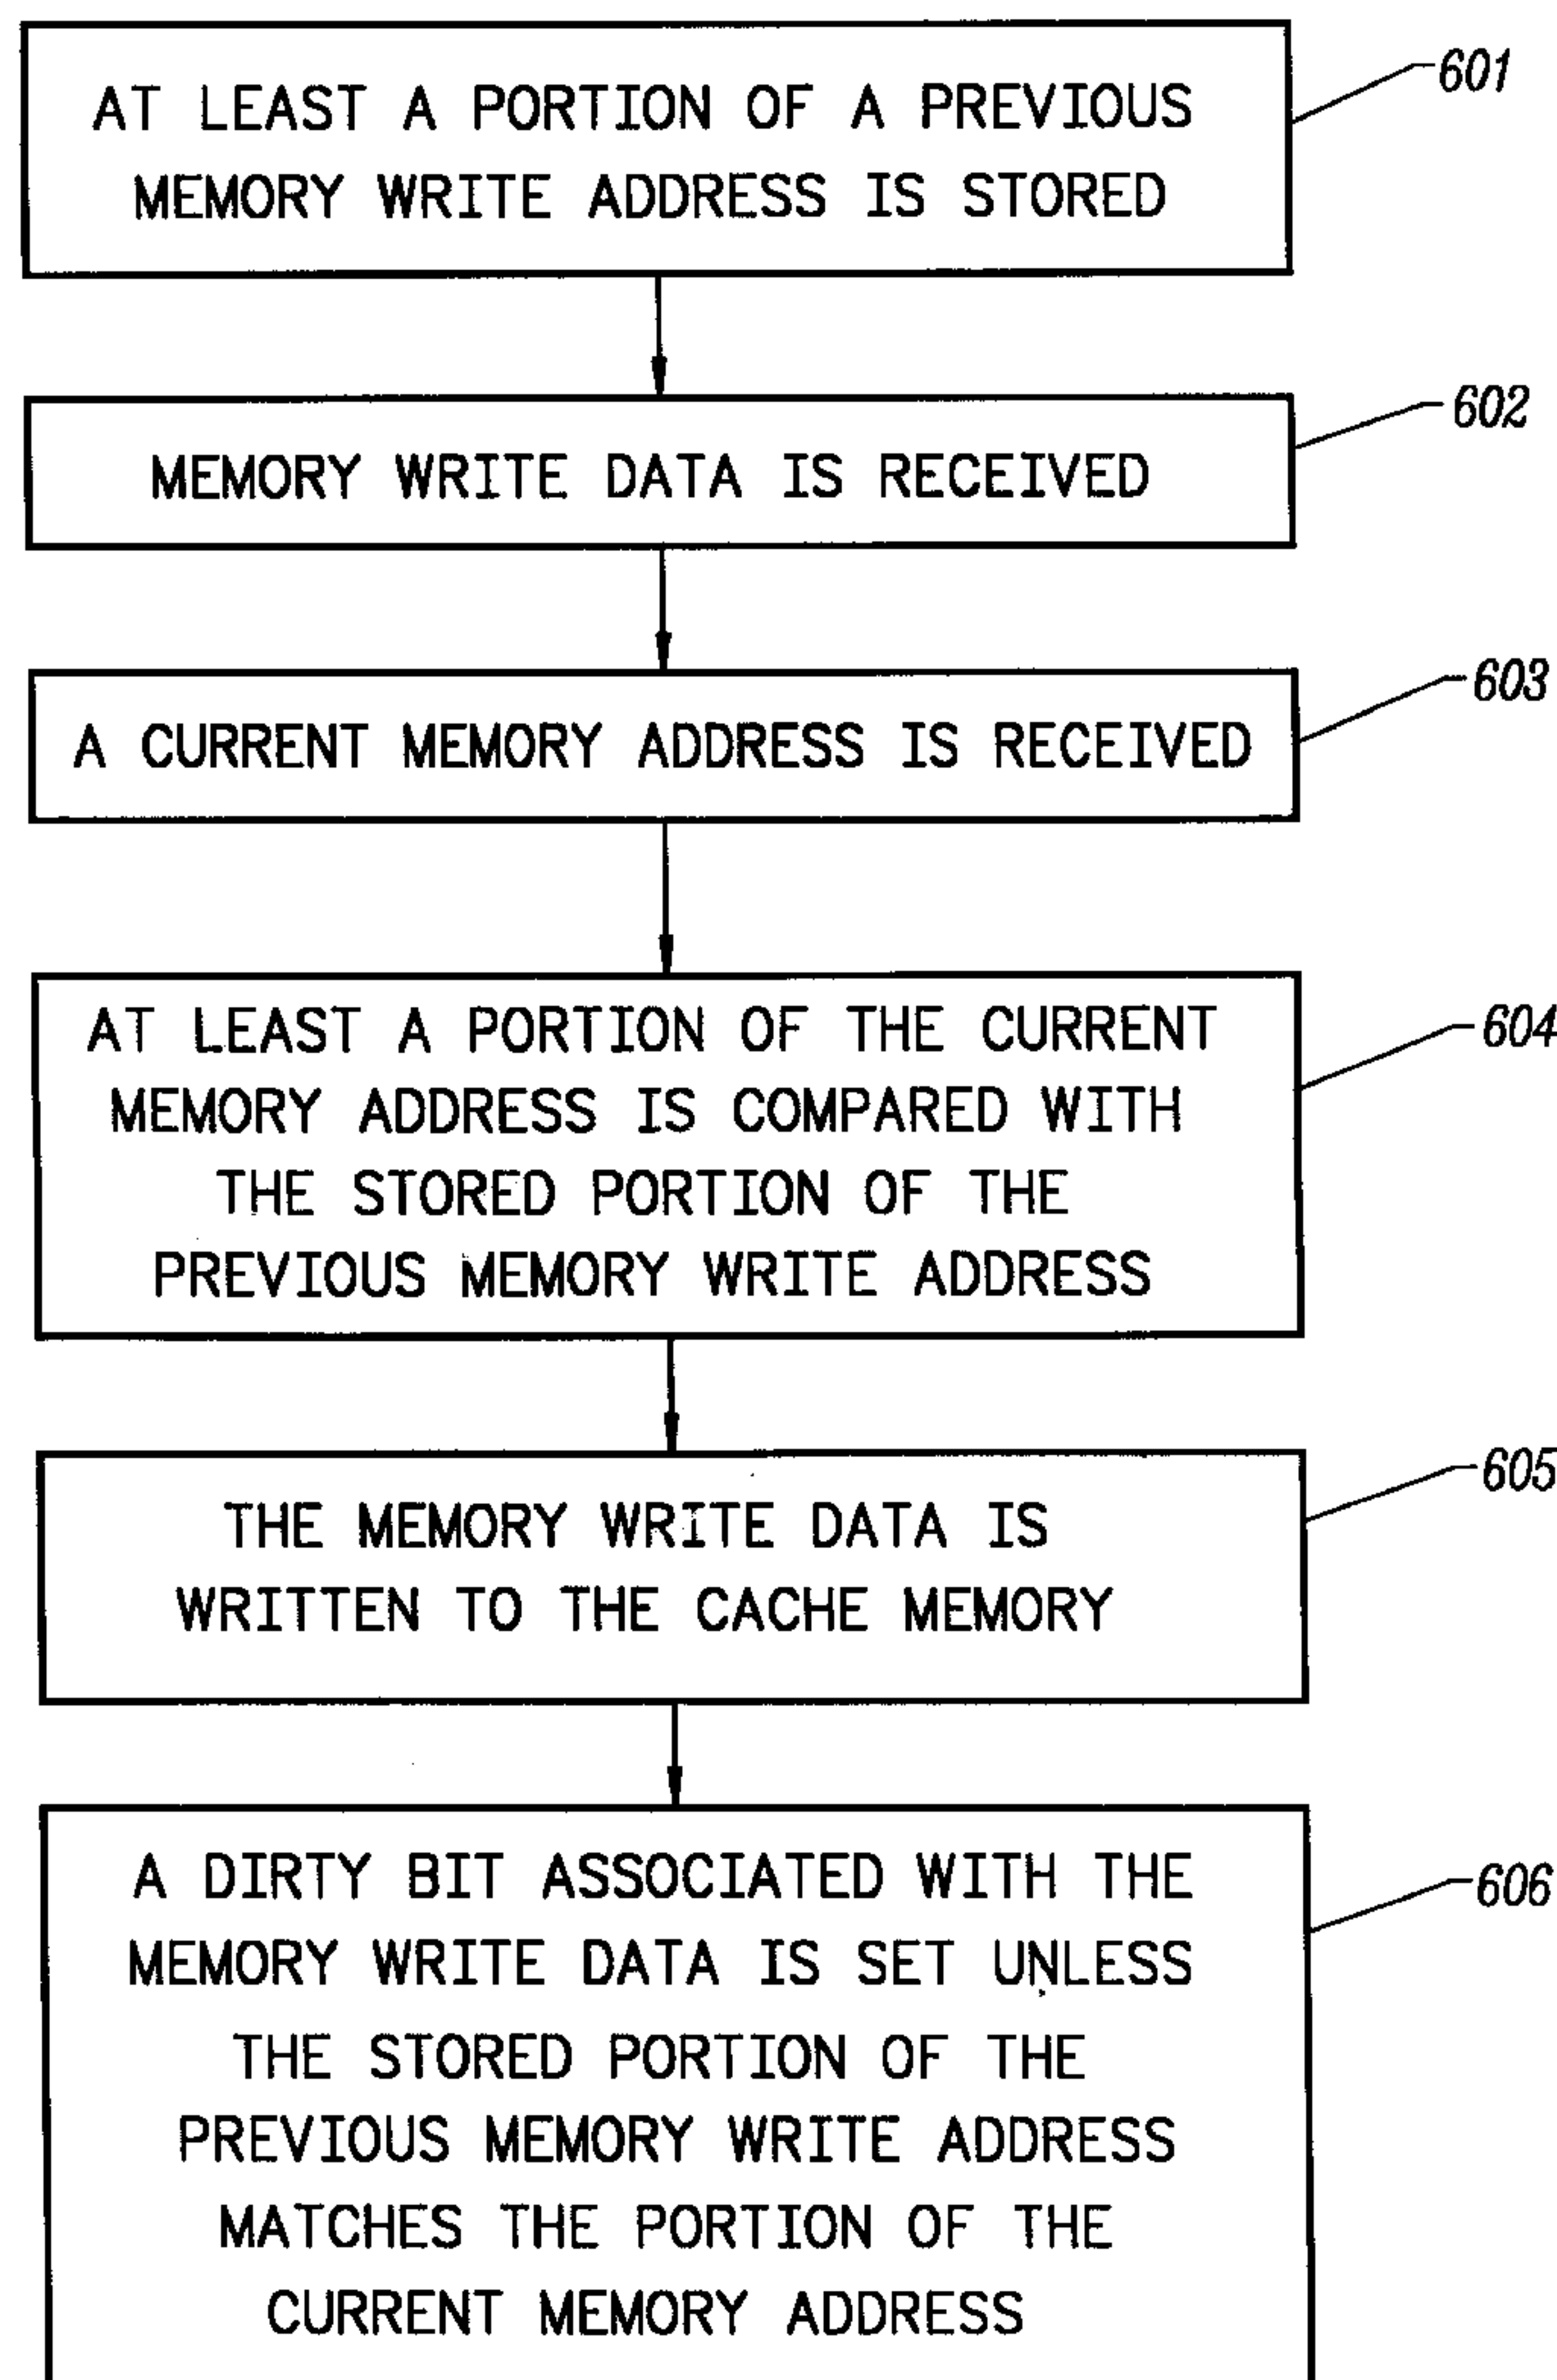 AT LEAST A PORTION OF A PREVIOUS
MEMORY WRITE ADDRESS IS STORED
601
MEMORY WRITE DATA IS RECEIVED
602
A CURRENT MEMORY ADDRESS IS RECEIVED
603
AT LEAST A PORTION OF THE CURRENT
MEMORY ADDRESS IS COMPARED WITH
THE STORED PORTION OF THE
PREVIOUS MEMORY WRITE ADDRESS
604
THE MEMORY WRITE DATA IS
WRITTEN TO THE CACHE MEMORY
605
A DIRTY BIT ASSOCIATED WITH THE
MEMORY WRITE DATA IS SET UNLESS
THE STORED PORTION OF THE
PREVIOUS MEMORY WRITE ADDRESS
MATCHES THE PORTION OF THE
CURRENT MEMORY ADDRESS
606